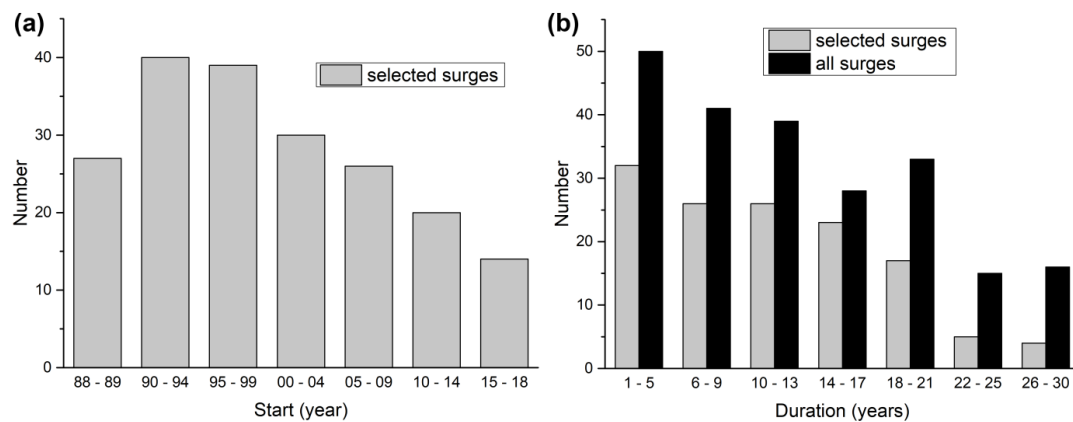 (a)
selected surges
Number
40
30
20
10
0
88 - 89 90 - 94 95 - 99 00 - 04 05 - 09 10 - 14 15 - 18
Start (year)
(b)
selected surges
all surges
Number
50
40
30
20
10
0
1 - 5 6 - 9 10 - 13 14 - 17 18 - 21 22 - 25 26 - 30
Duration (years)